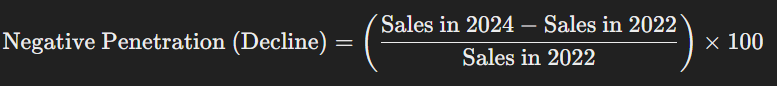 Negative Penetration (Decline) = ( Sales in 2024 – Sales in 2022 / Sales in 2022 ) × 100